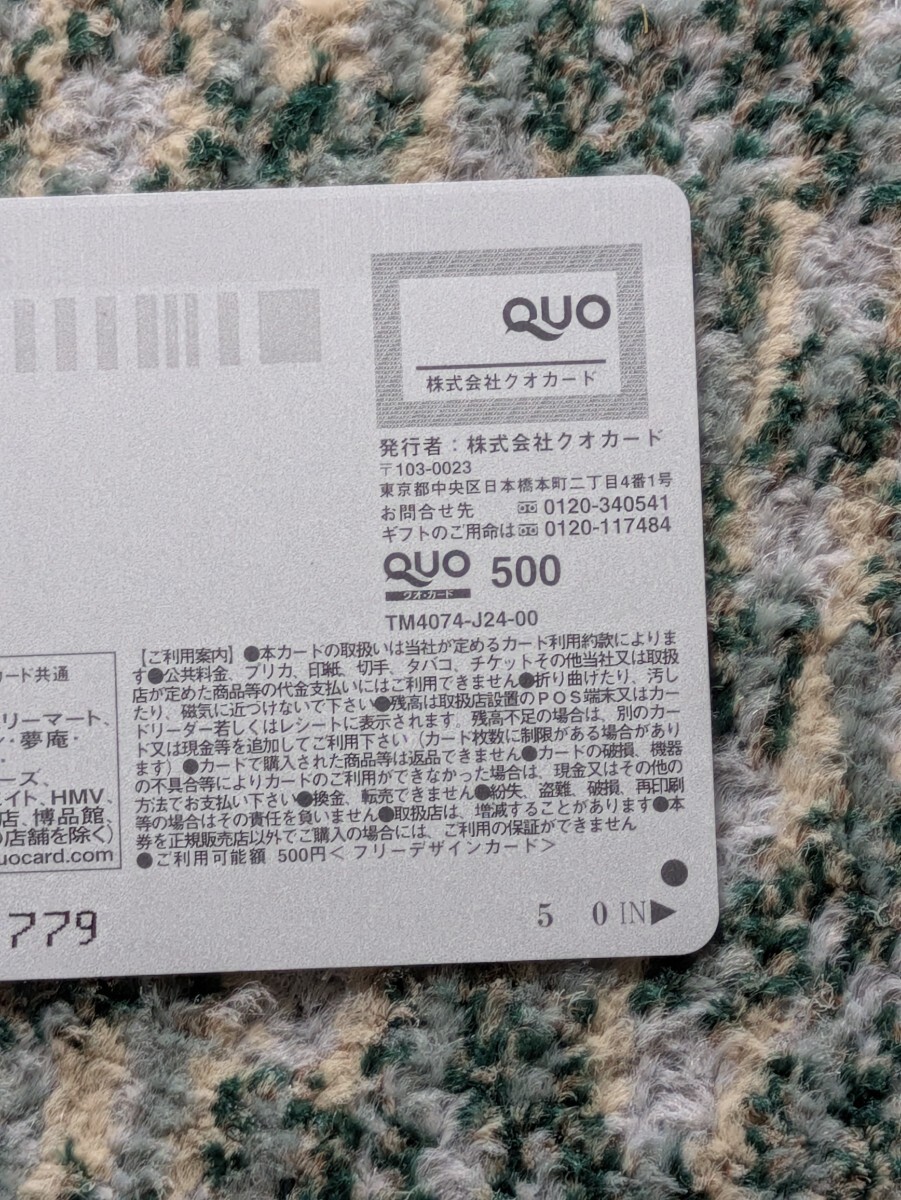 QUO
株式会社クオカード
発行者：株式会社クオカード
〒103-0023
東京都中央区日本橋本町二丁目4番1号
お問合せ先 0120-340541
ギフトのご用命は 0120-117484
QUO 500
クオ・カード
TM4074-J24-00
【ご利用案内】●本カードの取扱いは当社が定めるカード利用約款によりま
す●公共料金、プリカ、印紙、切手、タバコ、チケットその他当社又は取扱
店が定めた商品等の代金支払いにはご利用できません●折り曲げたり、汚し
たり、磁気に近づけないで下さい●残高は取扱店設置のＰＯＳ端末又はカー
ドリーダー若しくはレシートに表示されます。残高不足の場合は、別のカー
ド又は現金等を追加してご利用下さい（カード枚数に制限がある場合があり
ます）●カードで購入された商品等は返品できません●カードの破損、機器
の不具合等によりカードのご利用ができなかった場合は、現金又はその他の
方法でお支払い下さい●換金、転売できません●紛失、盗難、破損、再印刷
等の場合はその責任を負いません●取扱店は、増減することがあります●本
券を正規販売店以外でご購入の場合には、ご利用の保証ができません
●ご利用可能額 500円＜フリーデザインカード＞
ード共通
リーマート、
ン・夢庵・
ーズ、
エイト、HMV、
店、博品館、
の店舗を除く）
uocard.com
779
5 0 IN▶